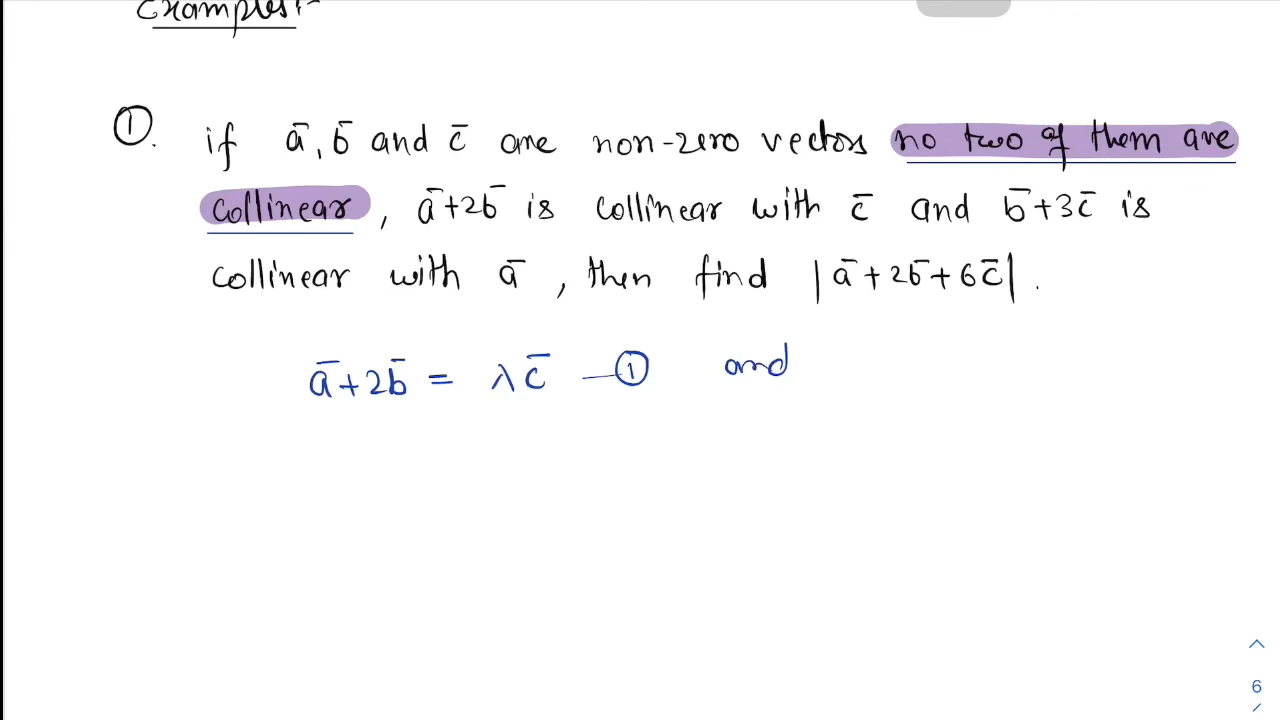 Examples:-
①. if ā, b̄ and c̄ are non-zero vectors no two of them are
collinear, ā+2b̄ is collinear with c̄ and b̄+3c̄ is
collinear with ā, then find |ā+2b̄+6c̄|.
ā+2b̄ = λc̄ —① and
6